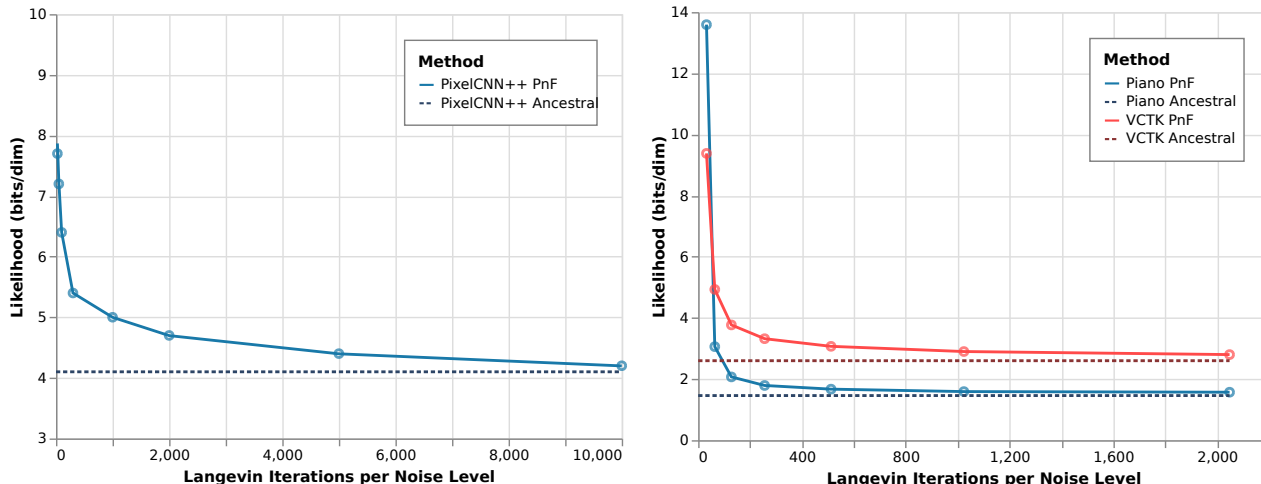 10
9
8
7
6
5
4
3
Likelihood (bits/dim)
0 2,000 4,000 6,000 8,000 10,000
Langevin Iterations per Noise Level
Method
PixelCNN++ PnF
PixelCNN++ Ancestral
14
12
10
8
6
4
2
0
Likelihood (bits/dim)
0 400 800 1,200 1,600 2,000
Langevin Iterations per Noise Level
Method
Piano PnF
Piano Ancestral
VCTK PnF
VCTK Ancestral